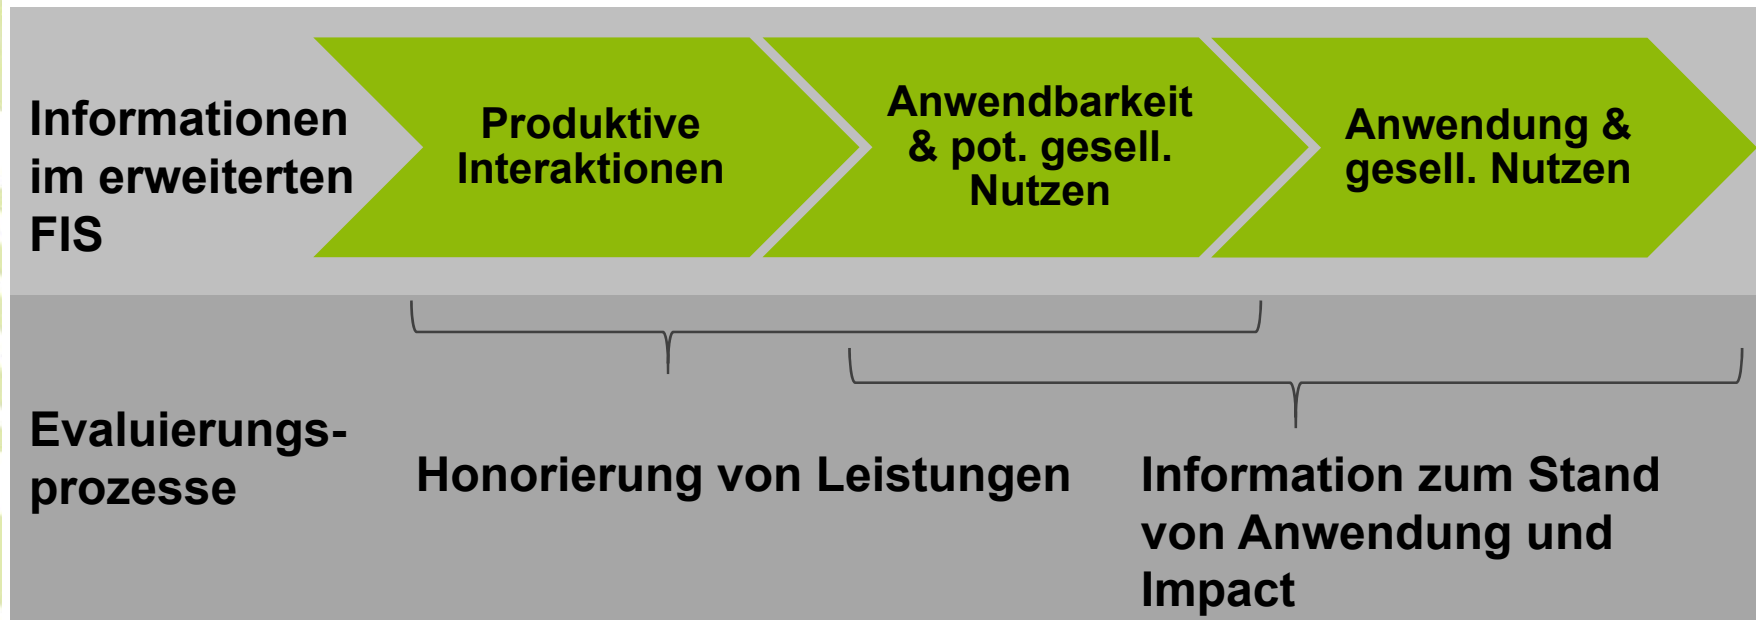 Informationen
im erweiterten
FIS
Produktive
Interaktionen
Anwendbarkeit
& pot. gesell.
Nutzen
Anwendung &
gesell. Nutzen
Evaluierungs-
prozesse
Honorierung von Leistungen
Information zum Stand
von Anwendung und
Impact